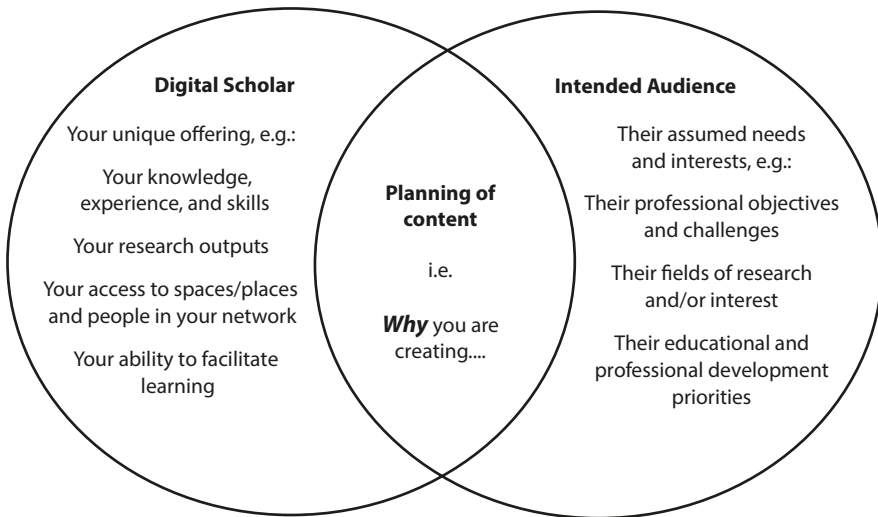 Digital Scholar
Your unique offering, e.g.:
Your knowledge,
experience, and skills
Your research outputs
Your access to spaces/places
and people in your network
Your ability to facilitate
learning
Planning of
content
i.e.
Why you are
creating....
Intended Audience
Their assumed needs
and interests, e.g.:
Their professional objectives
and challenges
Their fields of research
and/or interest
Their educational and
professional development
priorities